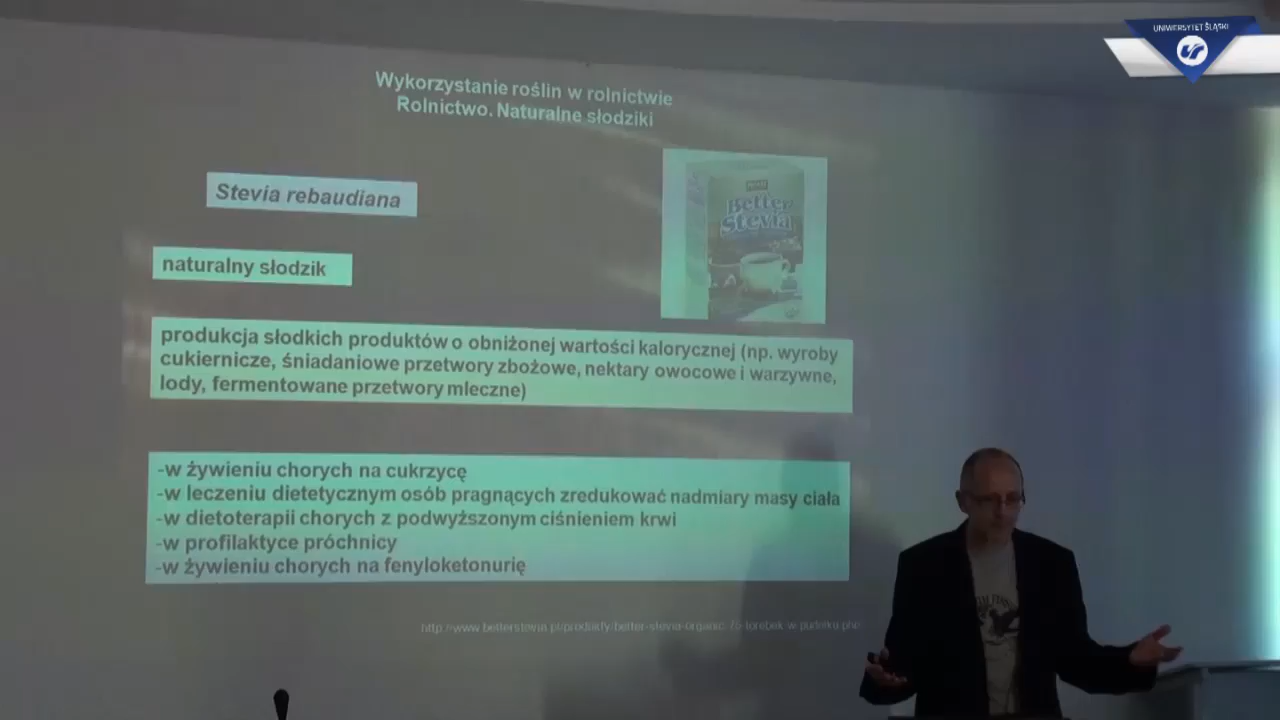 UNIWERSYTET ŚLĄSKI
Wykorzystanie roślin w rolnictwie
Rolnictwo. Naturalne słodziki
Stevia rebaudiana
Better
Stevia
naturalny słodzik
produkcja słodkich produktów o obniżonej wartości kalorycznej (np. wyroby
cukiernicze, śniadaniowe przetwory zbożowe, nektary owocowe i warzywne,
lody, fermentowane przetwory mleczne)
-w żywieniu chorych na cukrzycę
-w leczeniu dietetycznym osób pragnących zredukować nadmiary masy ciała
-w dietoterapii chorych z podwyższonym ciśnieniem krwi
-w profilaktyce próchnicy
-w żywieniu chorych na fenyloketonurię